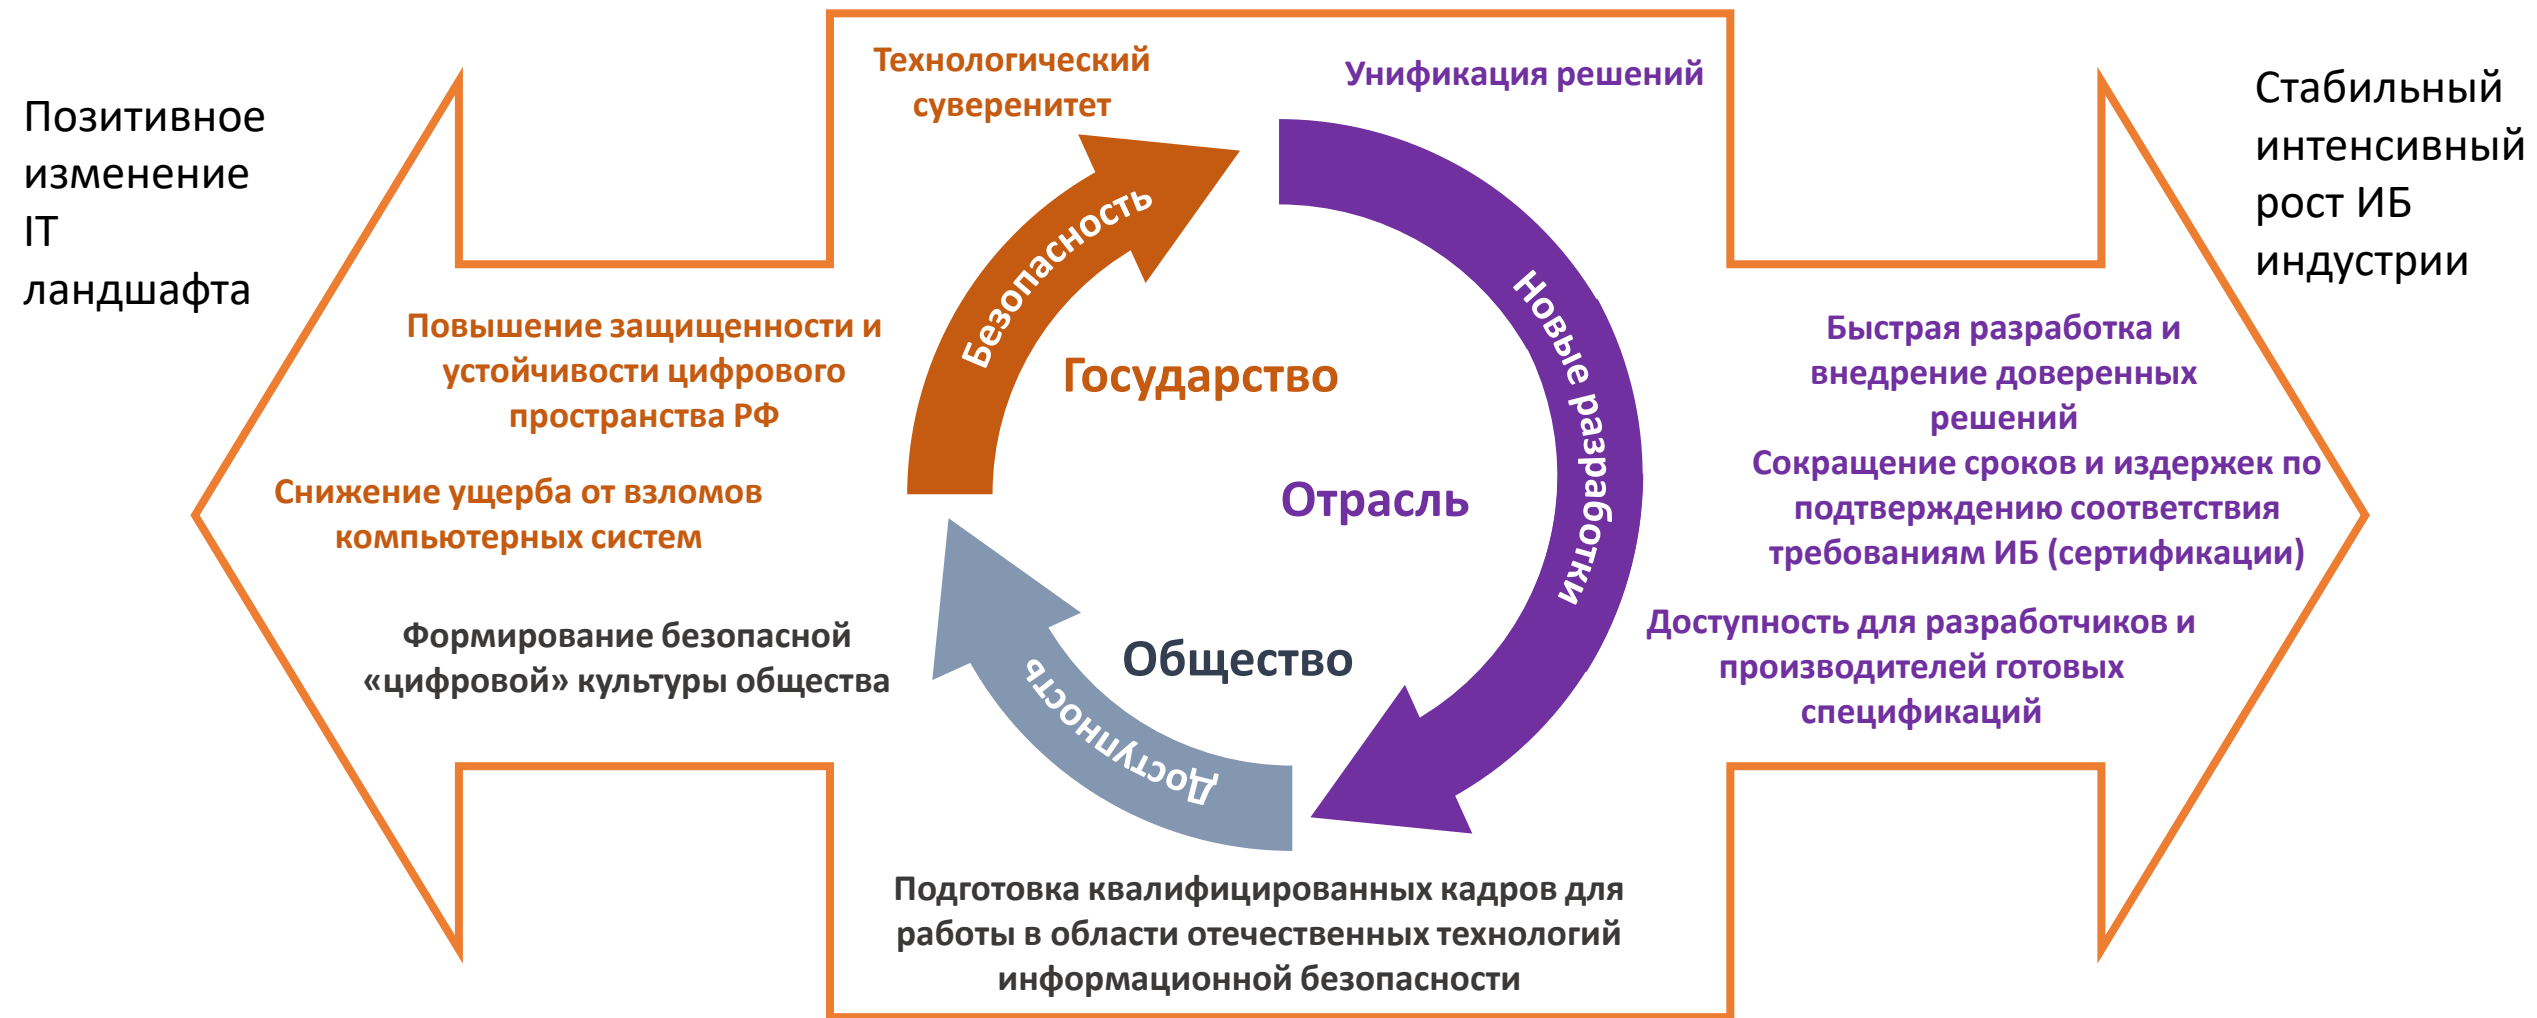 Технологический
суверенитет
Унификация решений
Позитивное
изменение
IT
ландшафта
Стабильный
интенсивный
рост ИБ
индустрии
Безопасность
Новые разработки
Доступность
Государство
Отрасль
Общество
Повышение защищенности и
устойчивости цифрового
пространства РФ
Снижение ущерба от взломов
компьютерных систем
Формирование безопасной
«цифровой» культуры общества
Быстрая разработка и
внедрение доверенных
решений
Сокращение сроков и издержек по
подтверждению соответствия
требованиям ИБ (сертификации)
Доступность для разработчиков и
производителей готовых
спецификаций
Подготовка квалифицированных кадров для
работы в области отечественных технологий
информационной безопасности